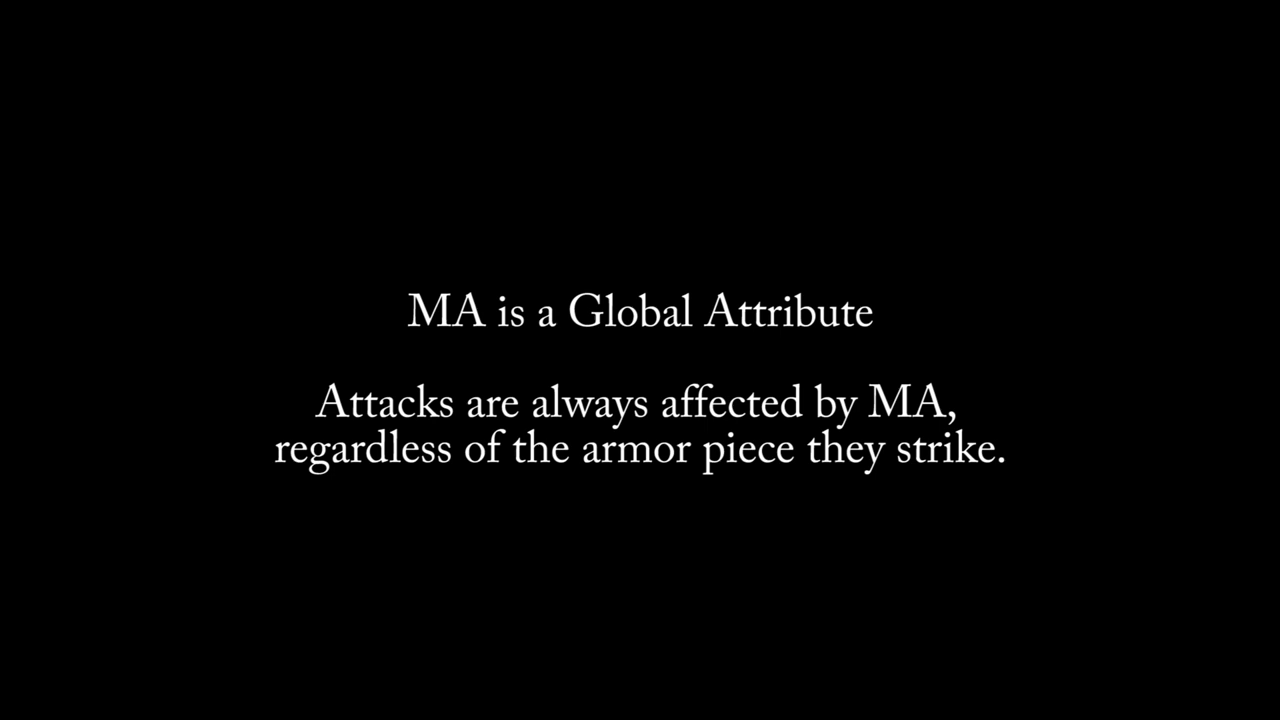 MA is a Global Attribute
Attacks are always affected by MA,
regardless of the armor piece they strike.